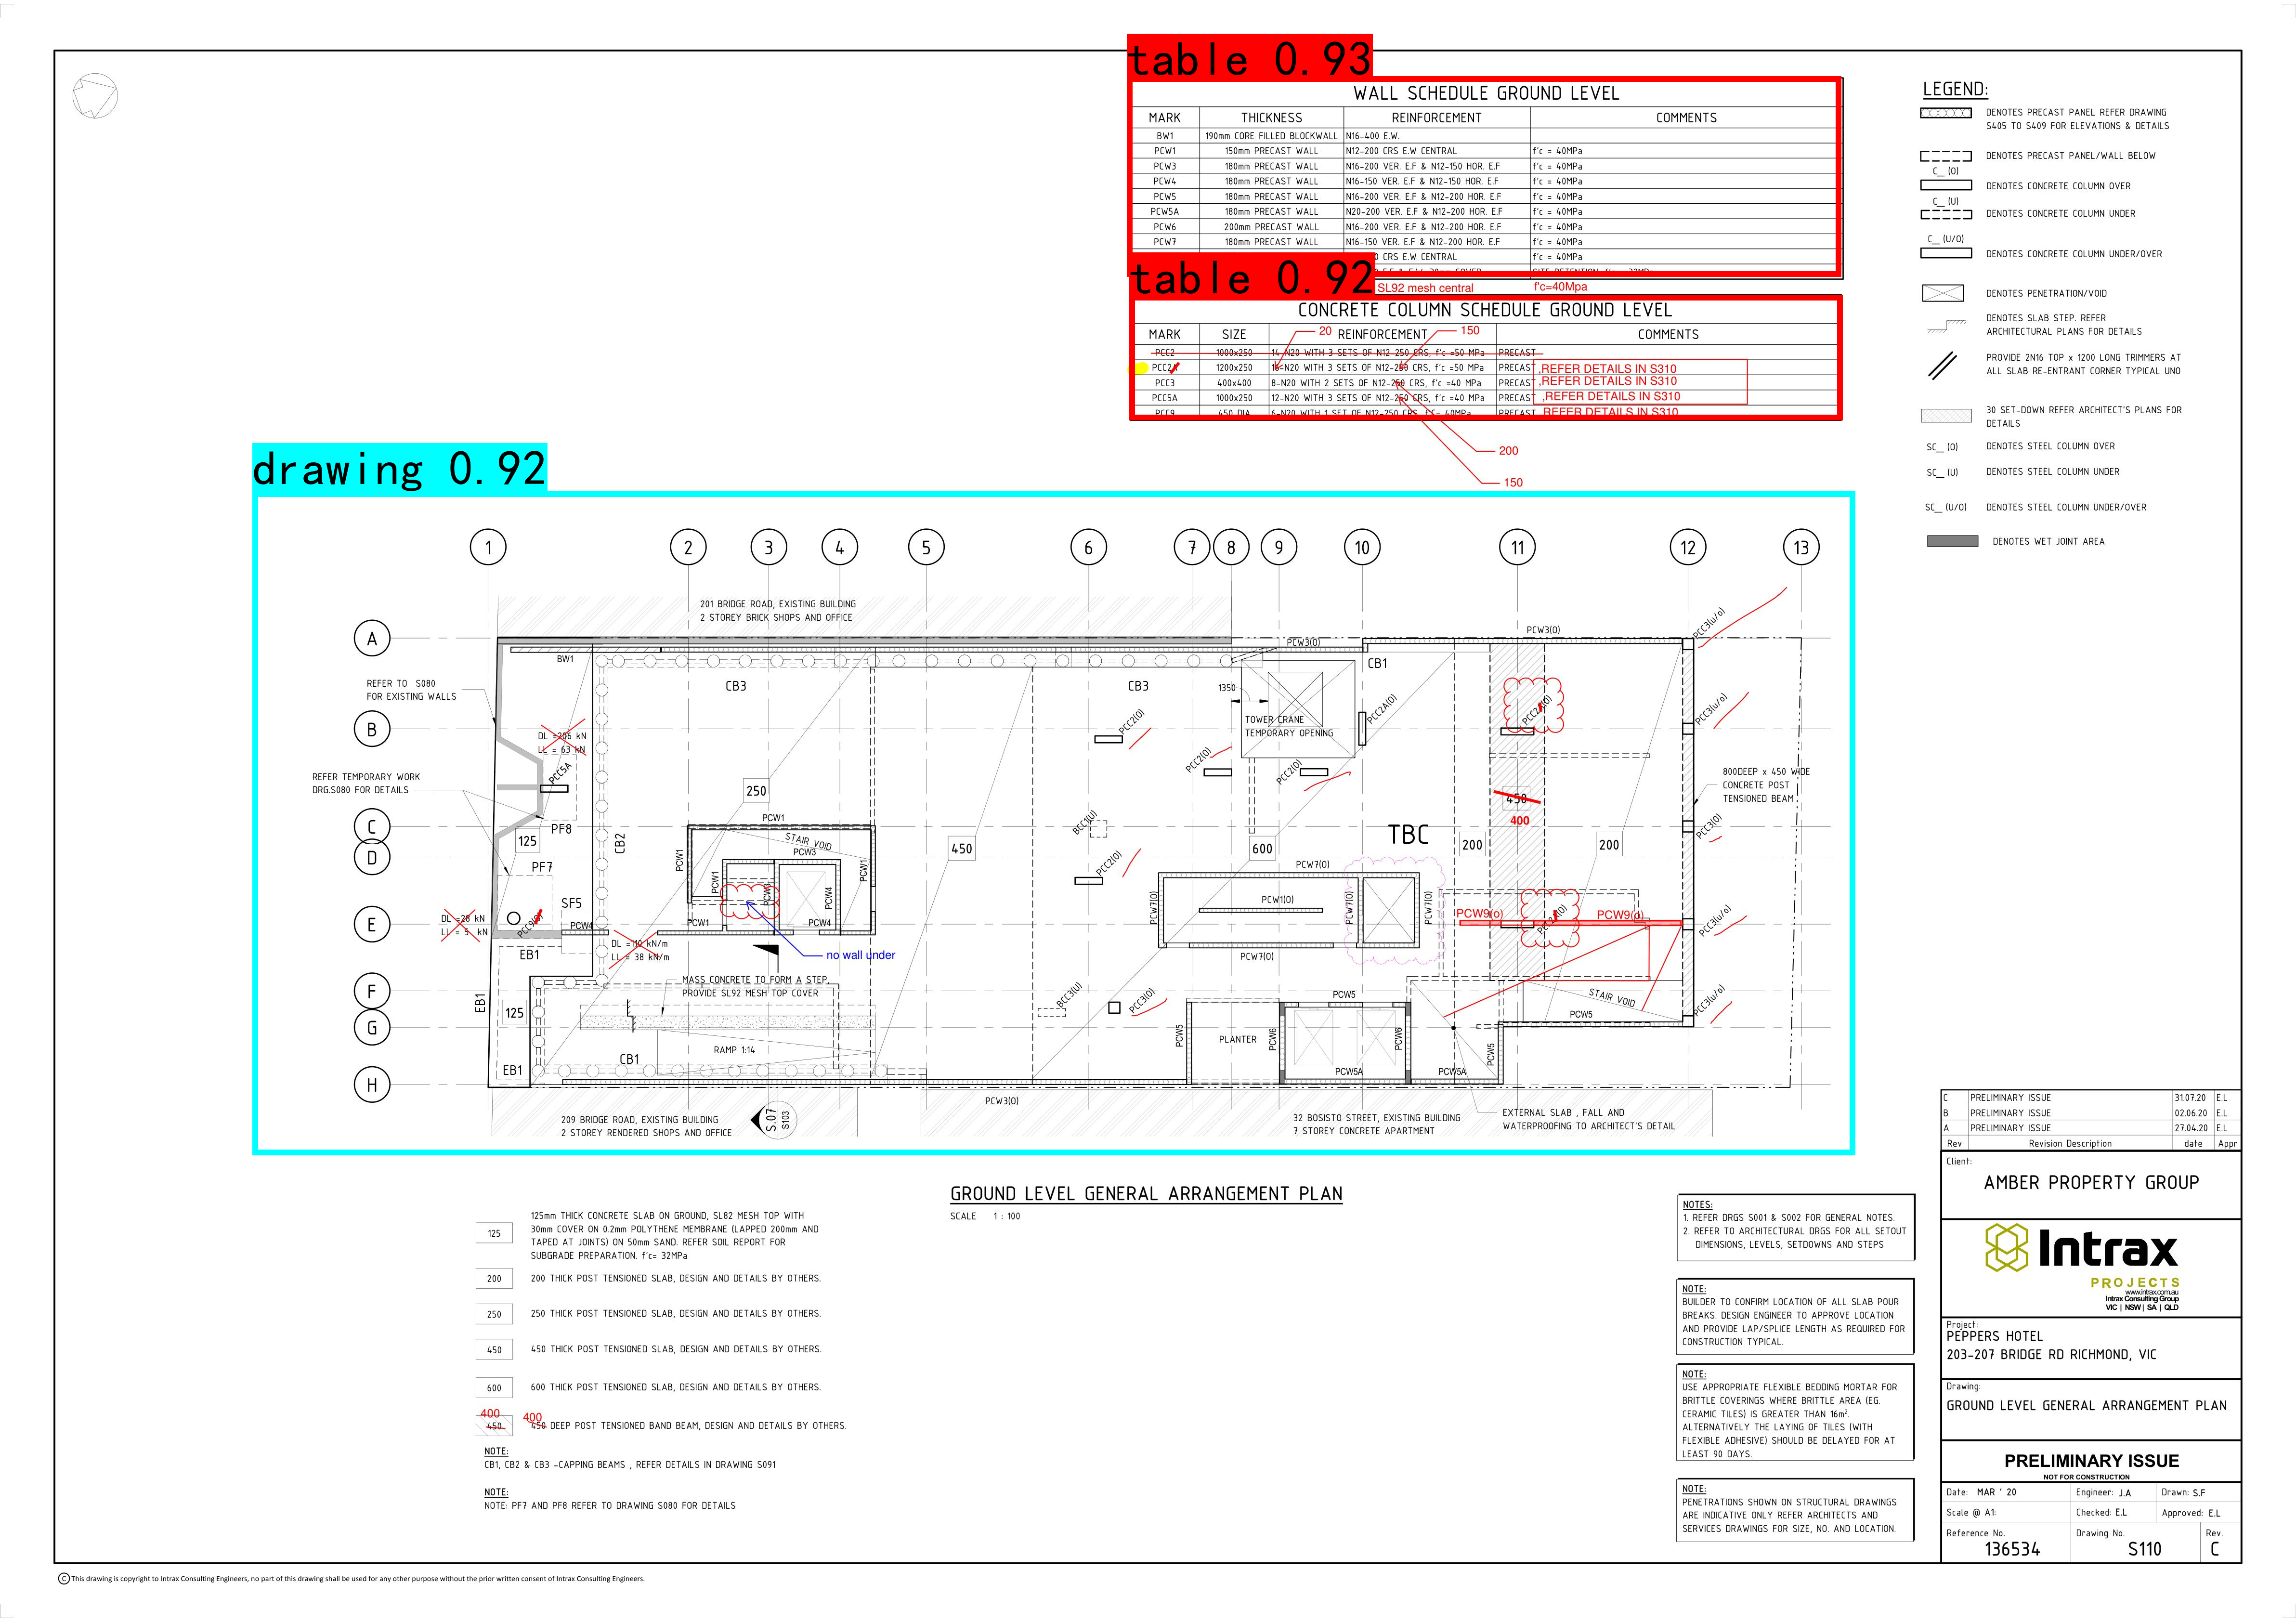 table 0.93
WALL SCHEDULE GROUND LEVEL
MARK THICKNESS REINFORCEMENT COMMENTS
BW1 190mm CORE FILLED BLOCKWALL N16-400 E.W.
PCW1 150mm PRECAST WALL N12-200 CRS E.W CENTRAL f'c = 40MPa
PCW3 180mm PRECAST WALL N16-200 VER. E.F & N12-150 HOR. E.F f'c = 40MPa
PCW4 180mm PRECAST WALL N16-150 VER. E.F & N12-150 HOR. E.F f'c = 40MPa
PCW5 180mm PRECAST WALL N16-200 VER. E.F & N12-200 HOR. E.F f'c = 40MPa
PCW5A 180mm PRECAST WALL N20-200 VER. E.F & N12-200 HOR. E.F f'c = 40MPa
PCW6 200mm PRECAST WALL N16-200 VER. E.F & N12-200 HOR. E.F f'c = 40MPa
PCW7 180mm PRECAST WALL N16-150 VER. E.F & N12-200 HOR. E.F f'c = 40MPa
CRS E.W CENTRAL f'c = 40MPa
table 0.92
SL92 mesh central f'c=40Mpa
CONCRETE COLUMN SCHEDULE GROUND LEVEL
MARK SIZE REINFORCEMENT COMMENTS
20 150
PCC2 1000x250 14-N20 WITH 3 SETS OF N12-250 CRS, f'c =50 MPa PRECAST
PCC2A 1200x250 16-N20 WITH 3 SETS OF N12-250 CRS, f'c =50 MPa PRECAST ,REFER DETAILS IN S310
PCC3 400x400 8-N20 WITH 2 SETS OF N12-250 CRS, f'c =40 MPa PRECAST ,REFER DETAILS IN S310
PCC5A 1000x250 12-N20 WITH 3 SETS OF N12-250 CRS, f'c =40 MPa PRECAST ,REFER DETAILS IN S310
PCC9 450 DIA 6-N20 WITH 1 SET OF N12-250 CRS, f'c= 40MPa PRECAST ,REFER DETAILS IN S310
200
150
LEGEND:
DENOTES PRECAST PANEL REFER DRAWING
S405 TO S409 FOR ELEVATIONS & DETAILS
DENOTES PRECAST PANEL/WALL BELOW
C__ (O)
DENOTES CONCRETE COLUMN OVER
C__ (U)
DENOTES CONCRETE COLUMN UNDER
C__ (U/O)
DENOTES CONCRETE COLUMN UNDER/OVER
DENOTES PENETRATION/VOID
DENOTES SLAB STEP. REFER
ARCHITECTURAL PLANS FOR DETAILS
PROVIDE 2N16 TOP x 1200 LONG TRIMMERS AT
ALL SLAB RE-ENTRANT CORNER TYPICAL UNO
30 SET-DOWN REFER ARCHITECT'S PLANS FOR
DETAILS
SC__ (O) DENOTES STEEL COLUMN OVER
SC__ (U) DENOTES STEEL COLUMN UNDER
SC__ (U/O) DENOTES STEEL COLUMN UNDER/OVER
DENOTES WET JOINT AREA
drawing 0.92
1 2 3 4 5 6 7 8 9 10 11 12 13
201 BRIDGE ROAD, EXISTING BUILDING
2 STOREY BRICK SHOPS AND OFFICE
A
PCW3(O)
PCW3(O)
PCC3(u/o)
BW1
CB1
REFER TO S080
FOR EXISTING WALLS
CB3
CB3
1350
PCC2A(O)
PCC3(u/o)
B
PCC2(O)
TOWER CRANE
TEMPORARY OPENING
DL =206 kN
LL = 63 kN
PCC5A
PCC2(O)
PCC2(O)
REFER TEMPORARY WORK
DRG.S080 FOR DETAILS
800DEEP x 450 WIDE
CONCRETE POST
TENSIONED BEAM
250
450
400
C
PF8
PCW1
BCC1(U)
PCC3(O)
125
CB2
STAIR VOID
TBC
D
PCW3
450
600
200
200
PF7
PCW1
PCW1
PCC2(O)
PCW7(O)
PCW1
PCW4
SF5
PCW1(O)
PCW7(O)
PCW7(O)
PCW7(O)
PCW9(o) PCW9(o)
E
DL =28 kN
LL = 5 kN
PCC9(O)
PCW4
PCW1
PCW4
PCC3(u/o)
DL =110 kN/m
LL = 38 kN/m
EB1
no wall under
PCW7(O)
MASS CONCRETE TO FORM A STEP.
PROVIDE SL92 MESH TOP COVER
F
EB1
BCC3(U)
PCC3(O)
PCW5
STAIR VOID
PCC3(u/o)
125
PCW5
G
PCW5
PLANTER
PCW6
PCW6
PCW5
RAMP 1:14
CB1
EB1
PCW5A
PCW5A
H
PCW3(O)
209 BRIDGE ROAD, EXISTING BUILDING
2 STOREY RENDERED SHOPS AND OFFICE
S.07
S103
32 BOSISTO STREET, EXISTING BUILDING
7 STOREY CONCRETE APARTMENT
EXTERNAL SLAB , FALL AND
WATERPROOFING TO ARCHITECT'S DETAIL
GROUND LEVEL GENERAL ARRANGEMENT PLAN
SCALE 1 : 100
125
125mm THICK CONCRETE SLAB ON GROUND, SL82 MESH TOP WITH
30mm COVER ON 0.2mm POLYTHENE MEMBRANE (LAPPED 200mm AND
TAPED AT JOINTS) ON 50mm SAND. REFER SOIL REPORT FOR
SUBGRADE PREPARATION. f'c= 32MPa
200 200 THICK POST TENSIONED SLAB, DESIGN AND DETAILS BY OTHERS.
250 250 THICK POST TENSIONED SLAB, DESIGN AND DETAILS BY OTHERS.
450 450 THICK POST TENSIONED SLAB, DESIGN AND DETAILS BY OTHERS.
600 600 THICK POST TENSIONED SLAB, DESIGN AND DETAILS BY OTHERS.
400 400
450 450 DEEP POST TENSIONED BAND BEAM, DESIGN AND DETAILS BY OTHERS.
NOTE:
CB1, CB2 & CB3 -CAPPING BEAMS , REFER DETAILS IN DRAWING S091
NOTE:
NOTE: PF7 AND PF8 REFER TO DRAWING S080 FOR DETAILS
NOTES:
1. REFER DRGS S001 & S002 FOR GENERAL NOTES.
2. REFER TO ARCHITECTURAL DRGS FOR ALL SETOUT
DIMENSIONS, LEVELS, SETDOWNS AND STEPS
NOTE:
BUILDER TO CONFIRM LOCATION OF ALL SLAB POUR
BREAKS. DESIGN ENGINEER TO APPROVE LOCATION
AND PROVIDE LAP/SPLICE LENGTH AS REQUIRED FOR
CONSTRUCTION TYPICAL.
NOTE:
USE APPROPRIATE FLEXIBLE BEDDING MORTAR FOR
BRITTLE COVERINGS WHERE BRITTLE AREA (EG.
CERAMIC TILES) IS GREATER THAN 16m².
ALTERNATIVELY THE LAYING OF TILES (WITH
FLEXIBLE ADHESIVE) SHOULD BE DELAYED FOR AT
LEAST 90 DAYS.
NOTE:
PENETRATIONS SHOWN ON STRUCTURAL DRAWINGS
ARE INDICATIVE ONLY REFER ARCHITECTS AND
SERVICES DRAWINGS FOR SIZE, NO. AND LOCATION.
C PRELIMINARY ISSUE 31.07.20 E.L
B PRELIMINARY ISSUE 02.06.20 E.L
A PRELIMINARY ISSUE 27.04.20 E.L
Rev Revision Description date Appr
Client:
AMBER PROPERTY GROUP
Intrax
PROJECTS
www.intrax.com.au
Intrax Consulting Group
VIC | NSW | SA | QLD
Project:
PEPPERS HOTEL
203-207 BRIDGE RD RICHMOND, VIC
Drawing:
GROUND LEVEL GENERAL ARRANGEMENT PLAN
PRELIMINARY ISSUE
NOT FOR CONSTRUCTION
Date: MAR ' 20 Engineer: J.A Drawn: S.F
Scale @ A1: Checked: E.L Approved: E.L
Reference No. Drawing No. Rev.
136534 S110 C
C This drawing is copyright to Intrax Consulting Engineers, no part of this drawing shall be used for any other purpose without the prior written consent of Intrax Consulting Engineers.